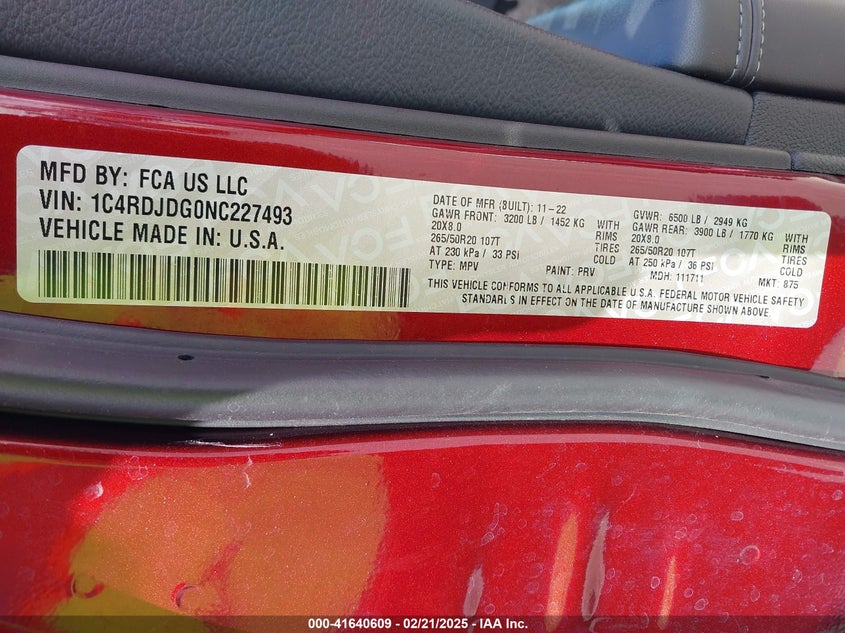 MFD BY: FCA US LLC
VIN: 1C4RDJDG0NC227493
VEHICLE MADE IN: U.S.A.
DATE OF MFR (BUILT): 11-22
GAWR FRONT: 3200 LB / 1452 KG WITH
20X8.0 RIMS
265/50R20 107T TIRES
AT 230 kPa / 33 PSI COLD
TYPE: MPV PAINT: PRV
GVWR: 6500 LB / 2949 KG
GAWR REAR: 3900 LB / 1770 KG WITH
20X8.0 RIMS
265/50R20 107T TIRES
AT 250 kPa / 36 PSI COLD
MDH: 111711 MKT: 875
THIS VEHICLE CONFORMS TO ALL APPLICABLE U.S.A. FEDERAL MOTOR VEHICLE SAFETY
STANDARDS IN EFFECT ON THE DATE OF MANUFACTURE SHOWN ABOVE.
000-41640609 / 02/21/2025 - IAA Inc.